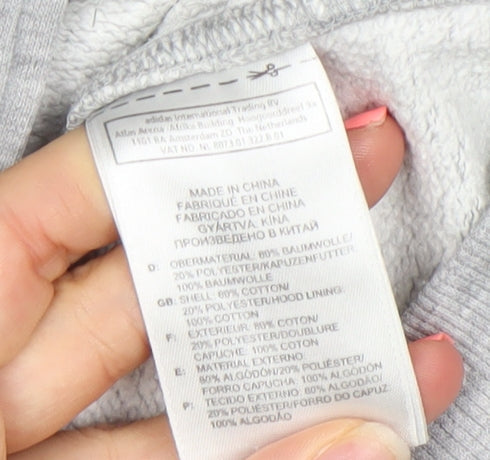 adidas International Trading BV
Atlas Arena /Afrika Building Hoogoorddreef 9a
1101 BA Amsterdam ZO The Netherlands
VAT NO NL 8073.01.327.B.01
MADE IN CHINA
FABRIQUÉ EN CHINE
FABRICADO EN CHINA
GYÁRTVA: KÍNA
ПРОИЗВЕДЕНО В КИТАЙ
D: OBERMATERIAL: 80% BAUMWOLLE/
20% POLYESTER/KAPUZENFUTTER:
100% BAUMWOLLE
GB: SHELL: 80% COTTON/
20% POLYESTER/HOOD LINING:
100% COTTON
F: EXTERIEUR: 80% COTON/
20% POLYESTER/DOUBLURE
CAPUCHE: 100% COTON
E: MATERIAL EXTERNO:
80% ALGODÓN/20% POLIÉSTER/
FORRO CAPUCHA: 100% ALGODÓN
P: TECIDO EXTERNO: 80% ALGODÃO/
20% POLIÉSTER/FORRO DO CAPUZ:
100% ALGODÃO